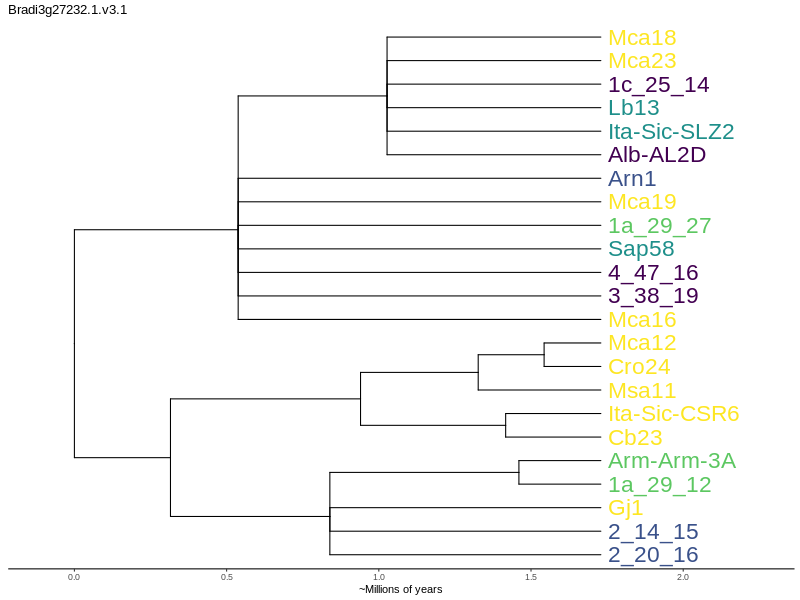 Bradi3g27232.1.v3.1
Mca18
Mca23
1c_25_14
Lb13
Ita-Sic-SLZ2
Alb-AL2D
Arn1
Mca19
1a_29_27
Sap58
4_47_16
3_38_19
Mca16
Mca12
Cro24
Msa11
Ita-Sic-CSR6
Cb23
Arm-Arm-3A
1a_29_12
Gj1
2_14_15
2_20_16
0.0 0.5 1.0 1.5 2.0
~Millions of years